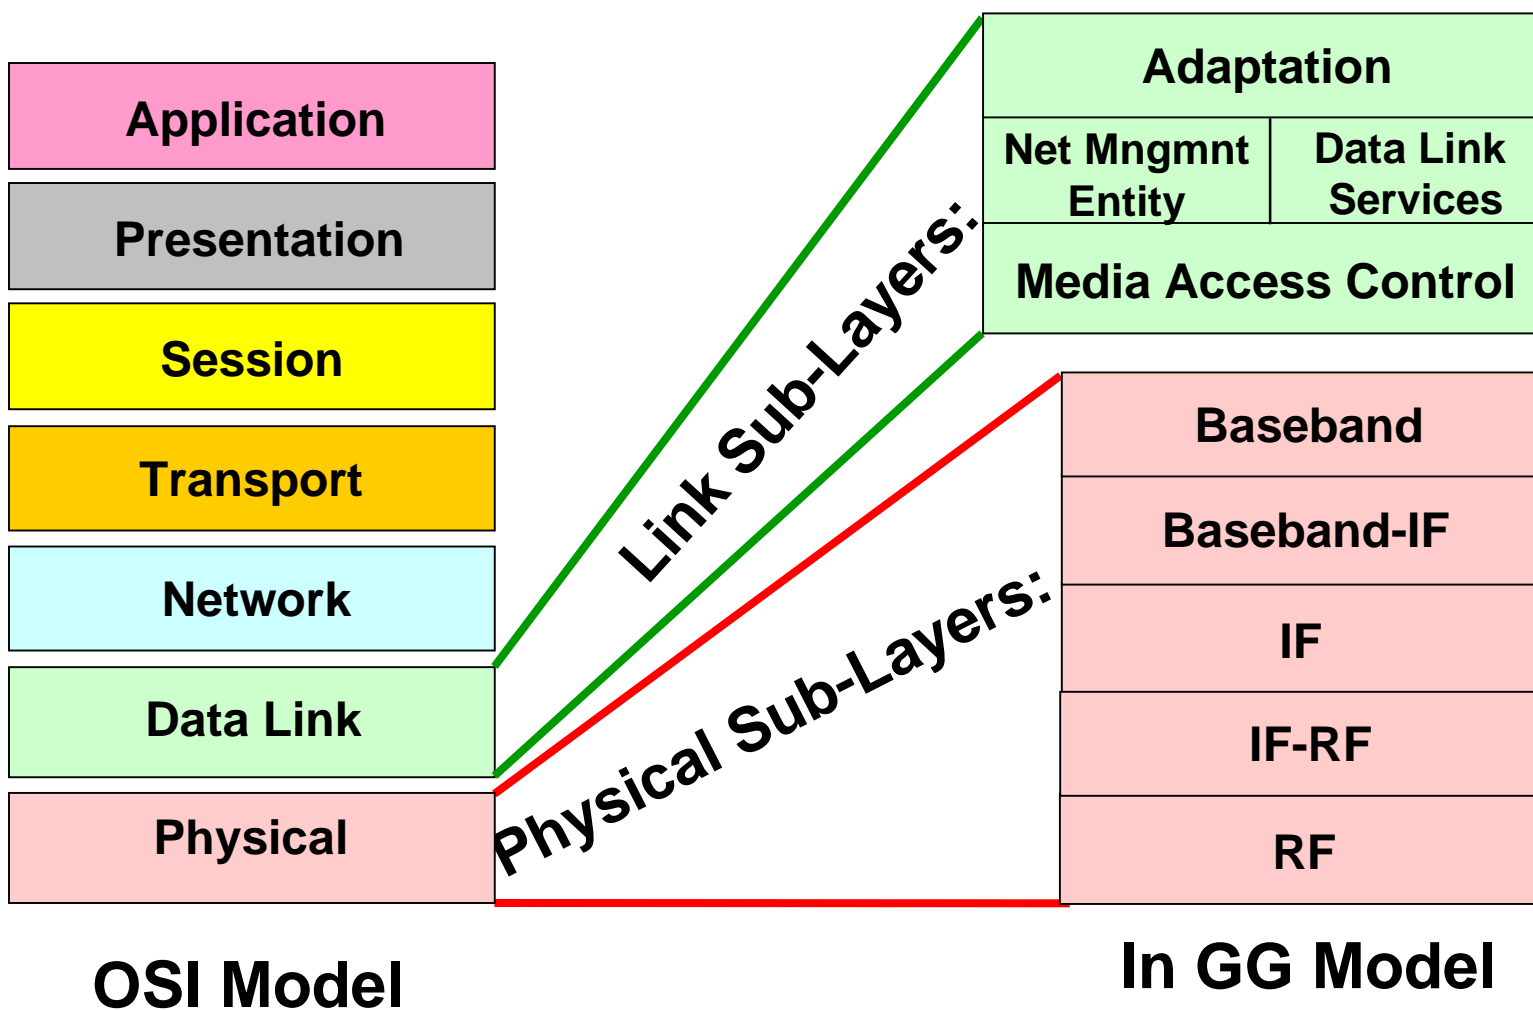 Application
Presentation
Session
Transport
Network
Data Link
Physical
OSI Model
Link Sub-Layers:
Physical Sub-Layers:
Adaptation
Net Mngmnt
Entity
Data Link
Services
Media Access Control
Baseband
Baseband-IF
IF
IF-RF
RF
In GG Model